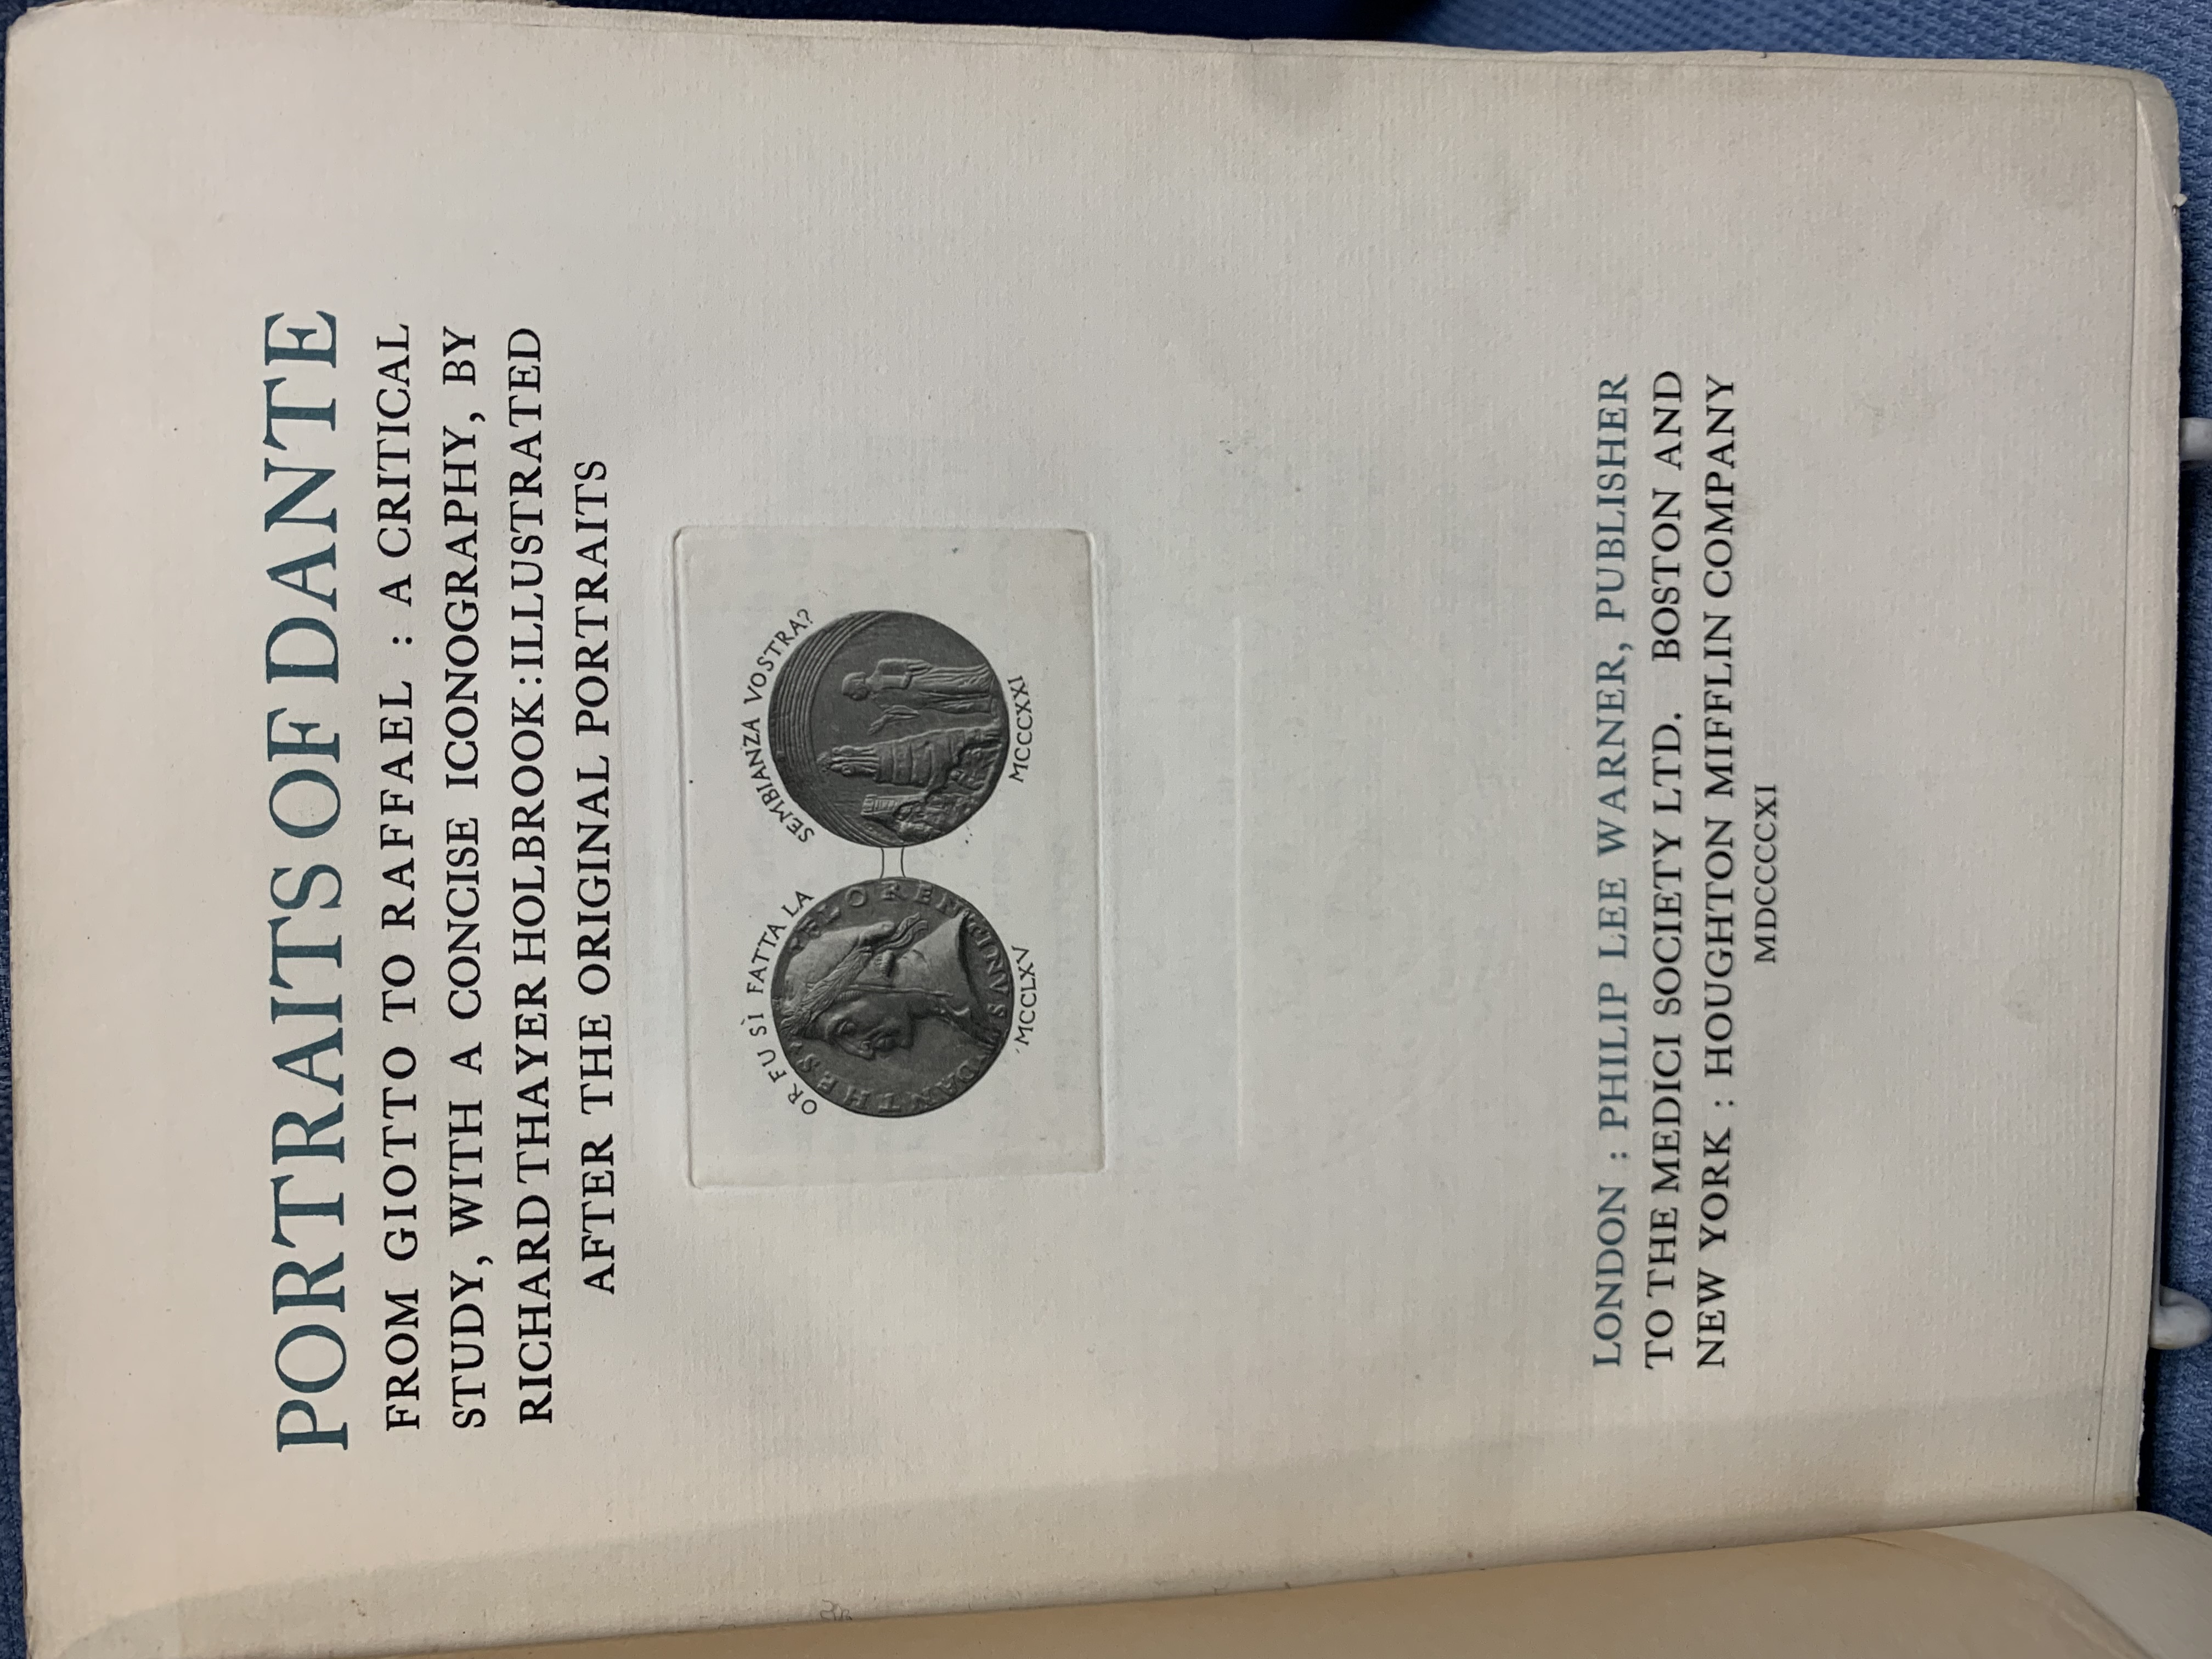 PORTRAITS OF DANTE
FROM GIOTTO TO RAFFAEL : A CRITICAL
STUDY, WITH A CONCISE ICONOGRAPHY, BY
RICHARD THAYER HOLBROOK : ILLUSTRATED
AFTER THE ORIGINAL PORTRAITS
OR FU SÌ FATTA LA
SEMBIANZA VOSTRA?
DANTHES FLORENTINVS
MCCLXV
MCCCXXI
LONDON : PHILIP LEE WARNER, PUBLISHER
TO THE MEDICI SOCIETY LTD. BOSTON AND
NEW YORK : HOUGHTON MIFFLIN COMPANY
MDCCCCXI